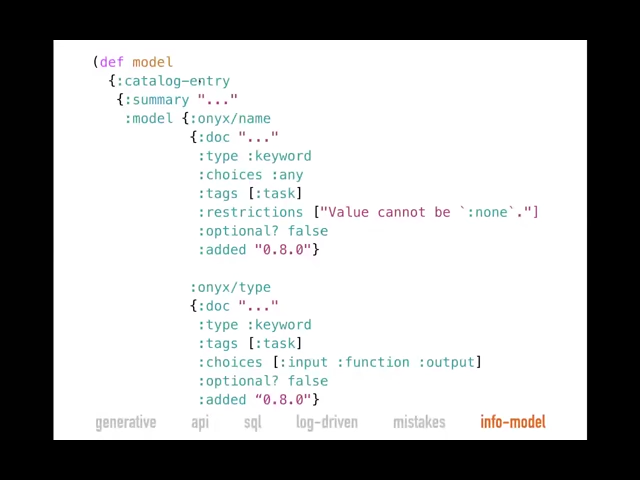 (def model
{:catalog-entry
{:summary "..."
:model {:onyx/name
{:doc "..."
:type :keyword
:choices :any
:tags [:task]
:restrictions ["Value cannot be `:none`."]
:optional? false
:added "0.8.0"}
:onyx/type
{:doc "..."
:type :keyword
:tags [:task]
:choices [:input :function :output]
:optional? false
:added “0.8.0"}
generative api sql log-driven mistakes info-model